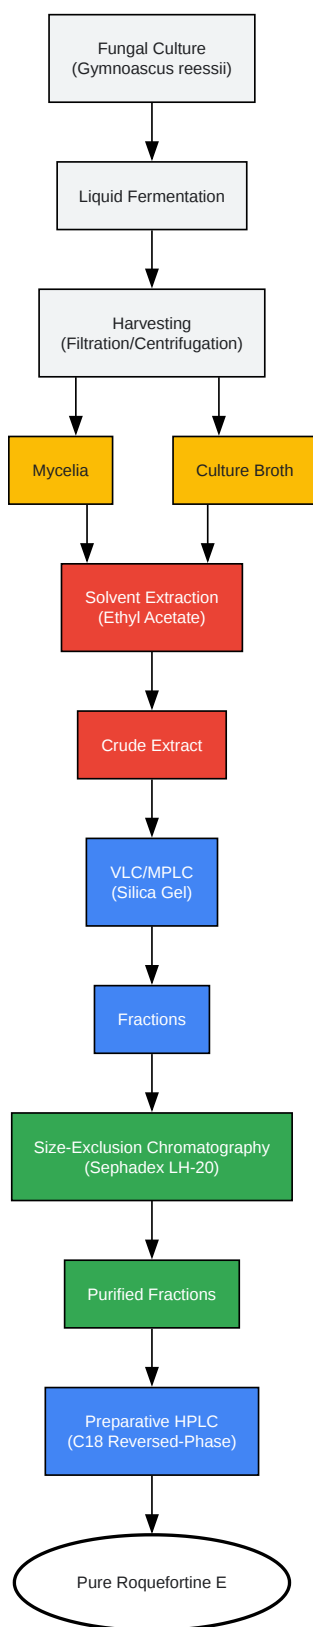 Fungal Culture
(Gymnoascus reessii)
Liquid Fermentation
Harvesting
(Filtration/Centrifugation)
Mycelia
Culture Broth
Solvent Extraction
(Ethyl Acetate)
Crude Extract
VLC/MPLC
(Silica Gel)
Fractions
Size-Exclusion Chromatography
(Sephadex LH-20)
Purified Fractions
Preparative HPLC
(C18 Reversed-Phase)
Pure Roquefortine E